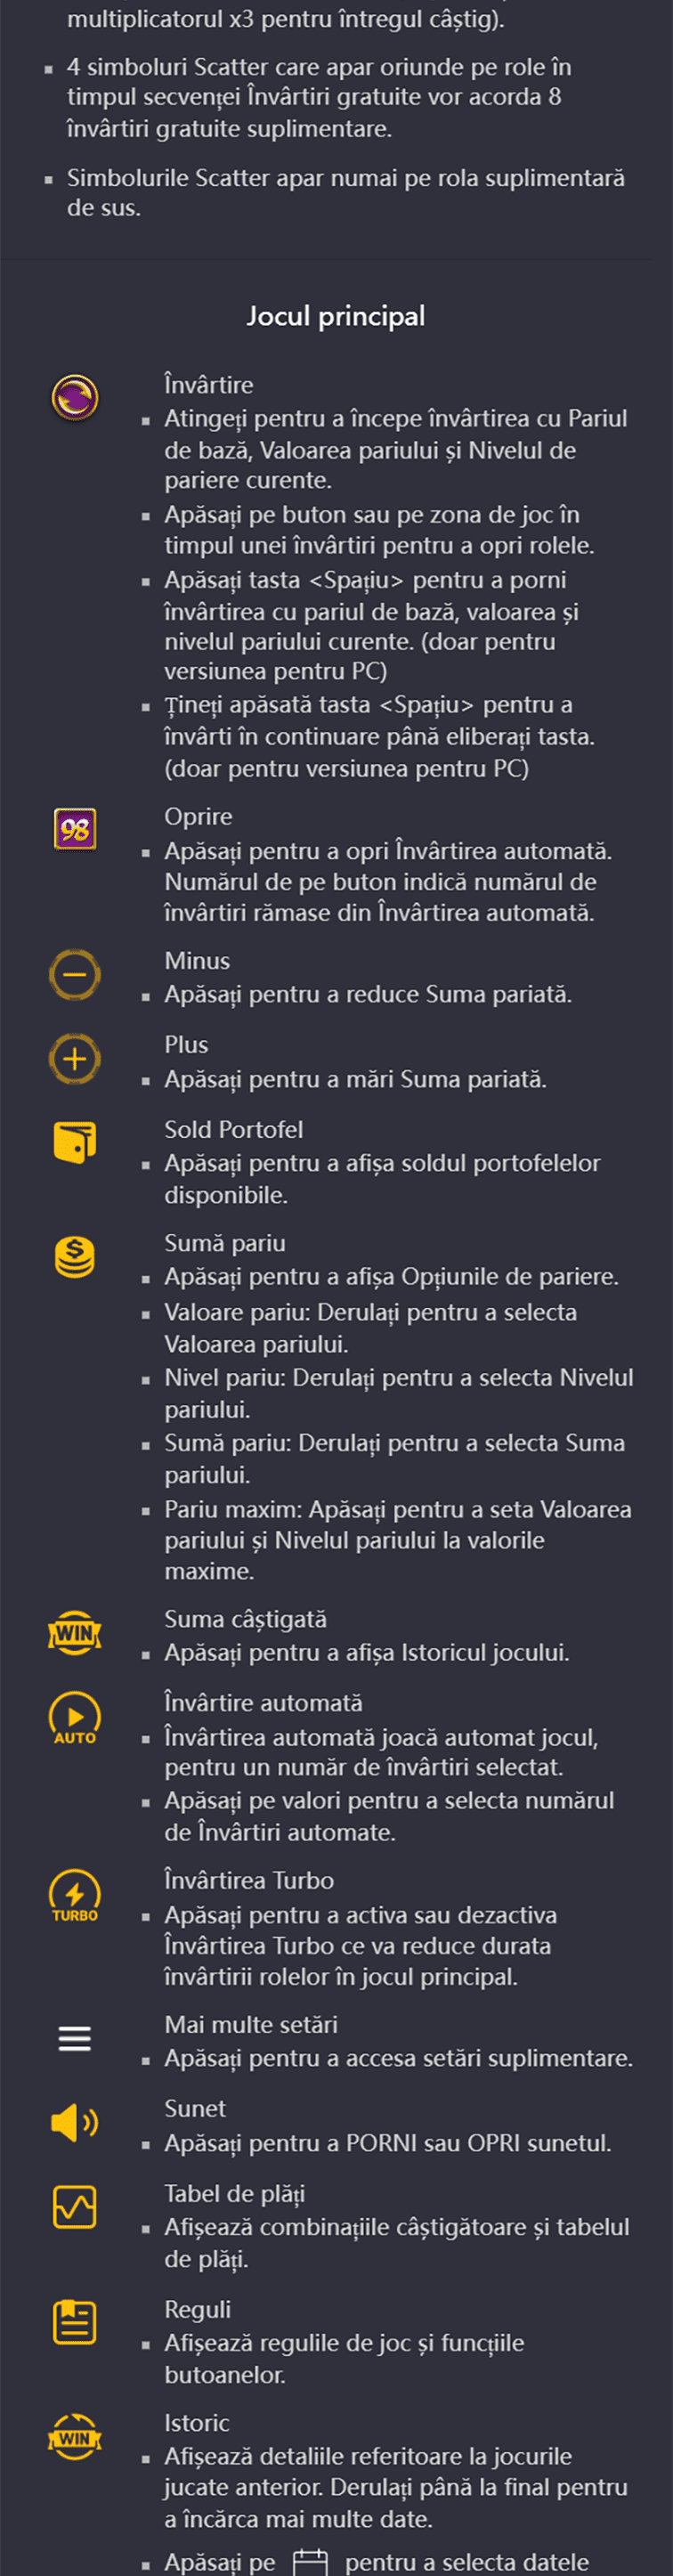 multiplicatorul x3 pentru întregul câștig).
4 simboluri Scatter care apar oriunde pe role în
timpul secvenței Învârtiri gratuite vor acorda 8
învârtiri gratuite suplimentare.
Simbolurile Scatter apar numai pe rola suplimentară
de sus.
Jocul principal
Învârtire
Atingeți pentru a începe învârtirea cu Pariul
de bază, Valoarea pariului și Nivelul de
pariere curente.
Apăsați pe buton sau pe zona de joc în
timpul unei învârtiri pentru a opri rolele.
Apăsați tasta <Spațiu> pentru a porni
învârtirea cu pariul de bază, valoarea și
nivelul pariului curente. (doar pentru
versiunea pentru PC)
Țineți apăsată tasta <Spațiu> pentru a
învârti în continuare până eliberați tasta.
(doar pentru versiunea pentru PC)
98
Oprire
Apăsați pentru a opri Învârtirea automată.
Numărul de pe buton indică numărul de
învârtiri rămase din Învârtirea automată.
Minus
Apăsați pentru a reduce Suma pariată.
Plus
Apăsați pentru a mări Suma pariată.
Sold Portofel
Apăsați pentru a afișa soldul portofelelor
disponibile.
$
Sumă pariu
Apăsați pentru a afișa Opțiunile de pariere.
Valoare pariu: Derulați pentru a selecta
Valoarea pariului.
Nivel pariu: Derulați pentru a selecta Nivelul
pariului.
Sumă pariu: Derulați pentru a selecta Suma
pariului.
Pariu maxim: Apăsați pentru a seta Valoarea
pariului și Nivelul pariului la valorile
maxime.
WIN
Suma câștigată
Apăsați pentru a afișa Istoricul jocului.
AUTO
Învârtire automată
Învârtirea automată joacă automat jocul,
pentru un număr de învârtiri selectat.
Apăsați pe valori pentru a selecta numărul
de Învârtiri automate.
TURBO
Învârtirea Turbo
Apăsați pentru a activa sau dezactiva
Învârtirea Turbo ce va reduce durata
învârtirii rolelor în jocul principal.
Mai multe setări
Apăsați pentru a accesa setări suplimentare.
Sunet
Apăsați pentru a PORNI sau OPRI sunetul.
Tabel de plăți
Afișează combinațiile câștigătoare și tabelul
de plăți.
Reguli
Afișează regulile de joc și funcțiile
butoanelor.
WIN
Istoric
Afișează detaliile referitoare la jocurile
jucate anterior. Derulați până la final pentru
a încărca mai multe date.
Apăsați pe pentru a selecta datele